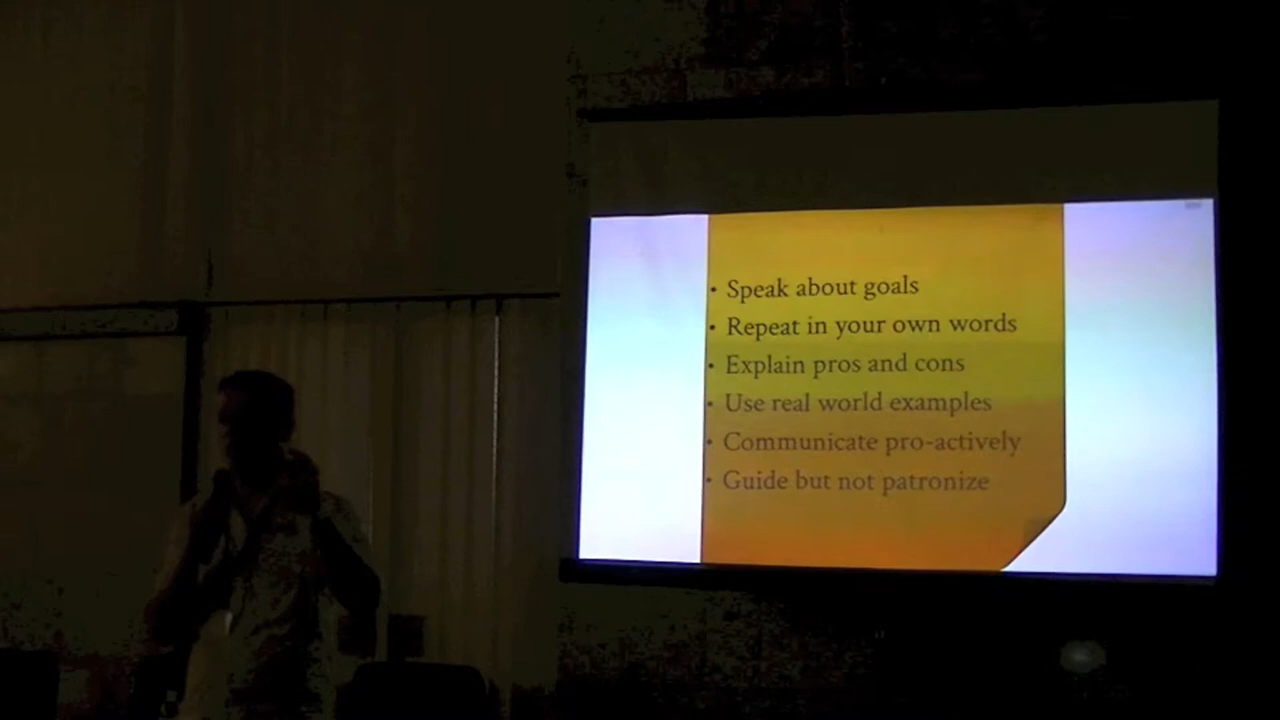 • Speak about goals
• Repeat in your own words
• Explain pros and cons
• Use real world examples
• Communicate pro-actively
• Guide but not patronize